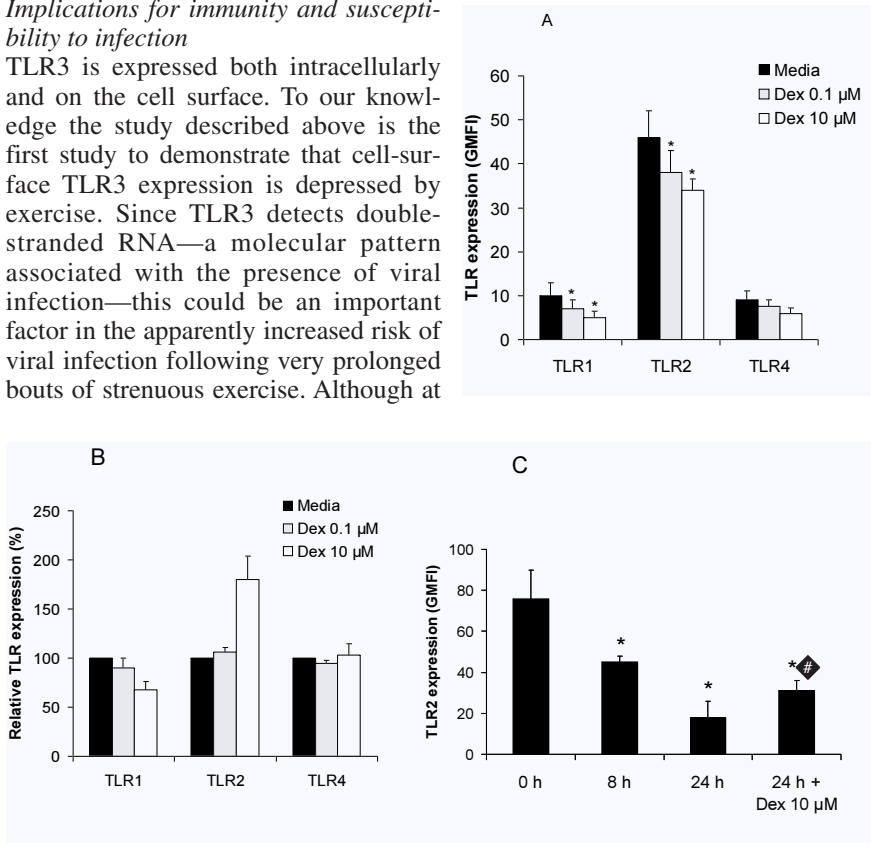 Implications for immunity and suscepti-
bility to infection
TLR3 is expressed both intracellularly
and on the cell surface. To our knowl-
edge the study described above is the
first study to demonstrate that cell-sur-
face TLR3 expression is depressed by
exercise. Since TLR3 detects double-
stranded RNA—a molecular pattern
associated with the presence of viral
infection—this could be an important
factor in the apparently increased risk of
viral infection following very prolonged
bouts of strenuous exercise. Although at
A
TLR expression (GMFI)
60
50
40
30
20
10
0
Media
Dex 0.1 µM
Dex 10 µM
* * * *
TLR1 TLR2 TLR4
B
Relative TLR expression (%)
250
200
150
100
50
0
Media
Dex 0.1 µM
Dex 10 µM
TLR1 TLR2 TLR4
C
TLR2 expression (GMFI)
100
80
60
40
20
0
* * * #
0 h 8 h 24 h 24 h +
Dex 10 µM